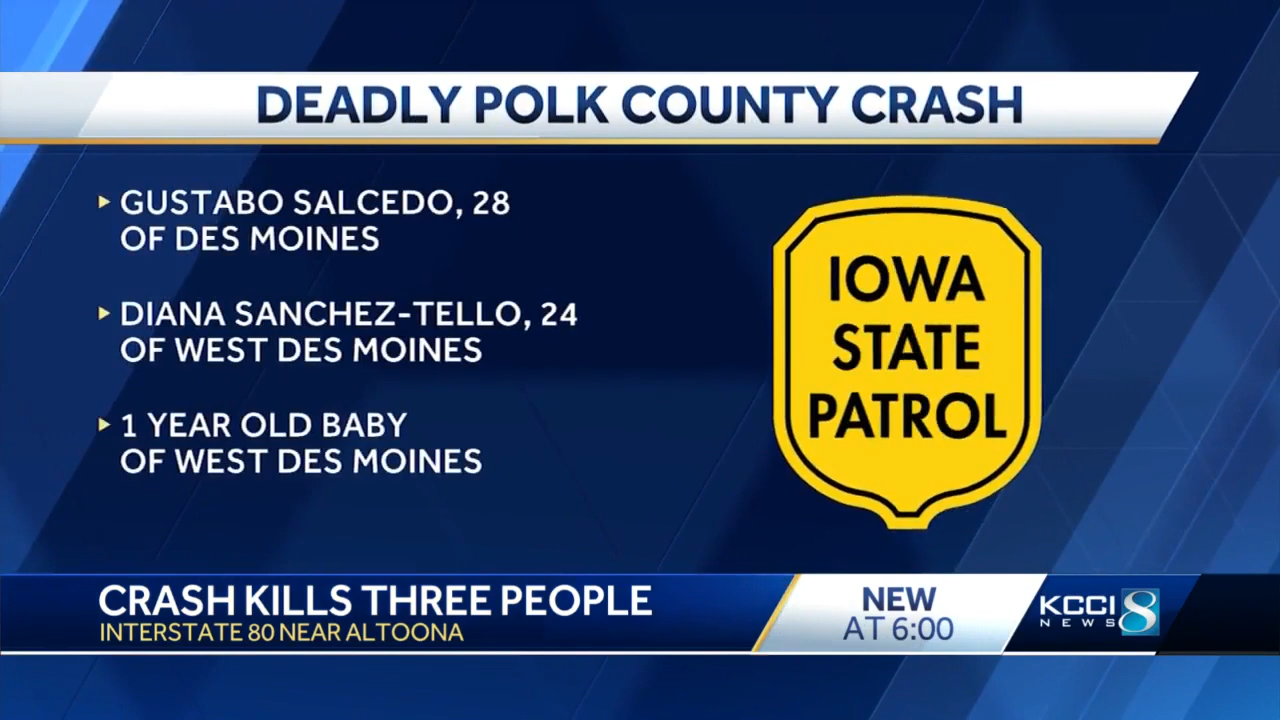 DEADLY POLK COUNTY CRASH
GUSTABO SALCEDO, 28
OF DES MOINES
DIANA SANCHEZ-TELLO, 24
OF WEST DES MOINES
1 YEAR OLD BABY
OF WEST DES MOINES
IOWA
STATE
PATROL
CRASH KILLS THREE PEOPLE
INTERSTATE 80 NEAR ALTOONA
NEW
AT 6:00
KCCI 8
NEWS